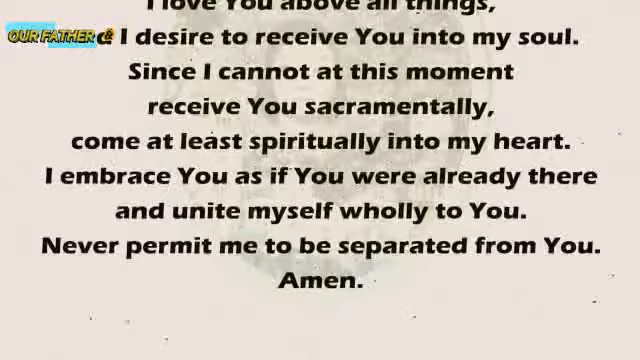 I love You above all things,
OUR FATHER &
I desire to receive You into my soul.
Since I cannot at this moment
receive You sacramentally,
come at least spiritually into my heart.
I embrace You as if You were already there
and unite myself wholly to You.
Never permit me to be separated from You.
Amen.